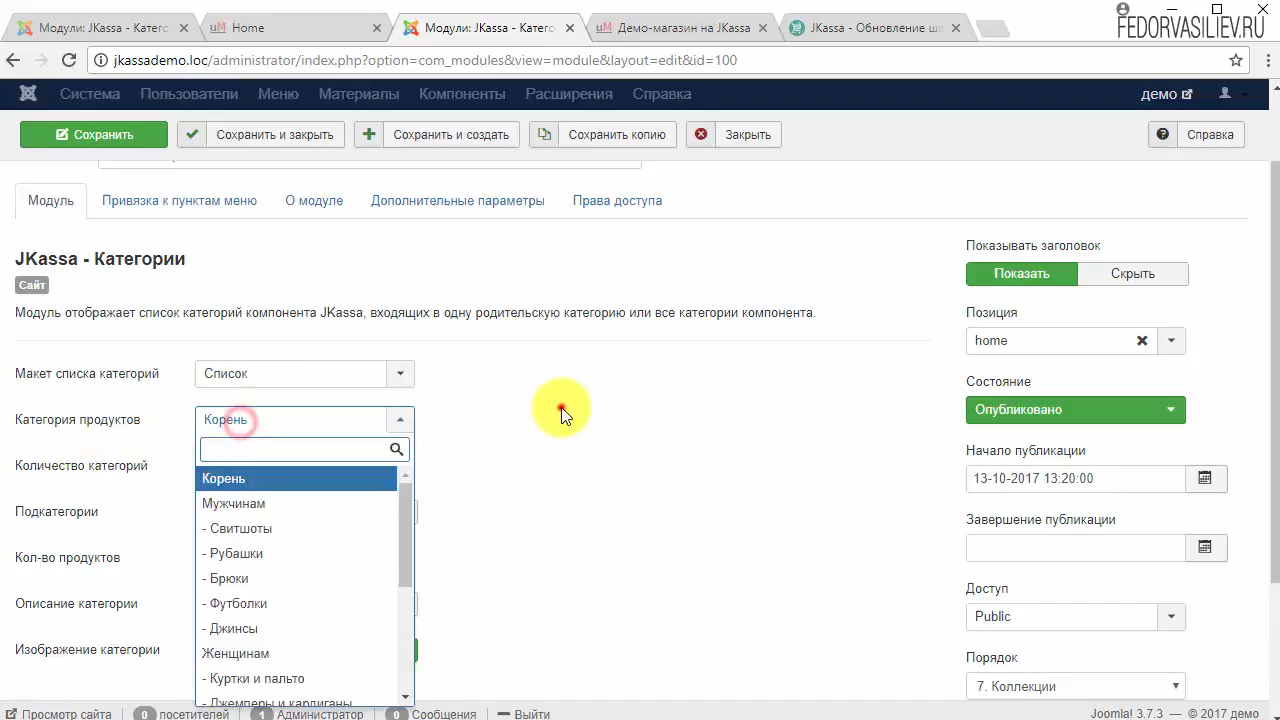 Модули: JKassa - Категс
Home
Модули: JKassa - Катего
Демо-магазин на JKassa
JKassa - Обновление ша
FEDORVASILIEV.RU
jkassademo.loc/administrator/index.php?option=com_modules&view=module&layout=edit&id=100
Система
Пользователи
Меню
Материалы
Компоненты
Расширения
Справка
демо
Сохранить
Сохранить и закрыть
Сохранить и создать
Сохранить копию
Закрыть
Справка
Модуль
Привязка к пунктам меню
О модуле
Дополнительные параметры
Права доступа
JKassa - Категории
Сайт
Модуль отображает список категорий компонента JKassa, входящих в одну родительскую категорию или все категории компонента.
Макет списка категорий
Список
Категория продуктов
Корень
Количество категорий
Подкатегории
Кол-во продуктов
Описание категории
Изображение категории
Корень
Мужчинам
- Свитшоты
- Рубашки
- Брюки
- Футболки
- Джинсы
Женщинам
- Куртки и пальто
- Джемперы и кардиганы
Показывать заголовок
Показать
Скрыть
Позиция
home
Состояние
Опубликовано
Начало публикации
13-10-2017 13:20:00
Завершение публикации
Доступ
Public
Порядок
7. Коллекции
Просмотр сайта
0 посетителей
1 Администратор
0 Сообщения
Выйти
Joomla! 3.7.3 — © 2017 демо